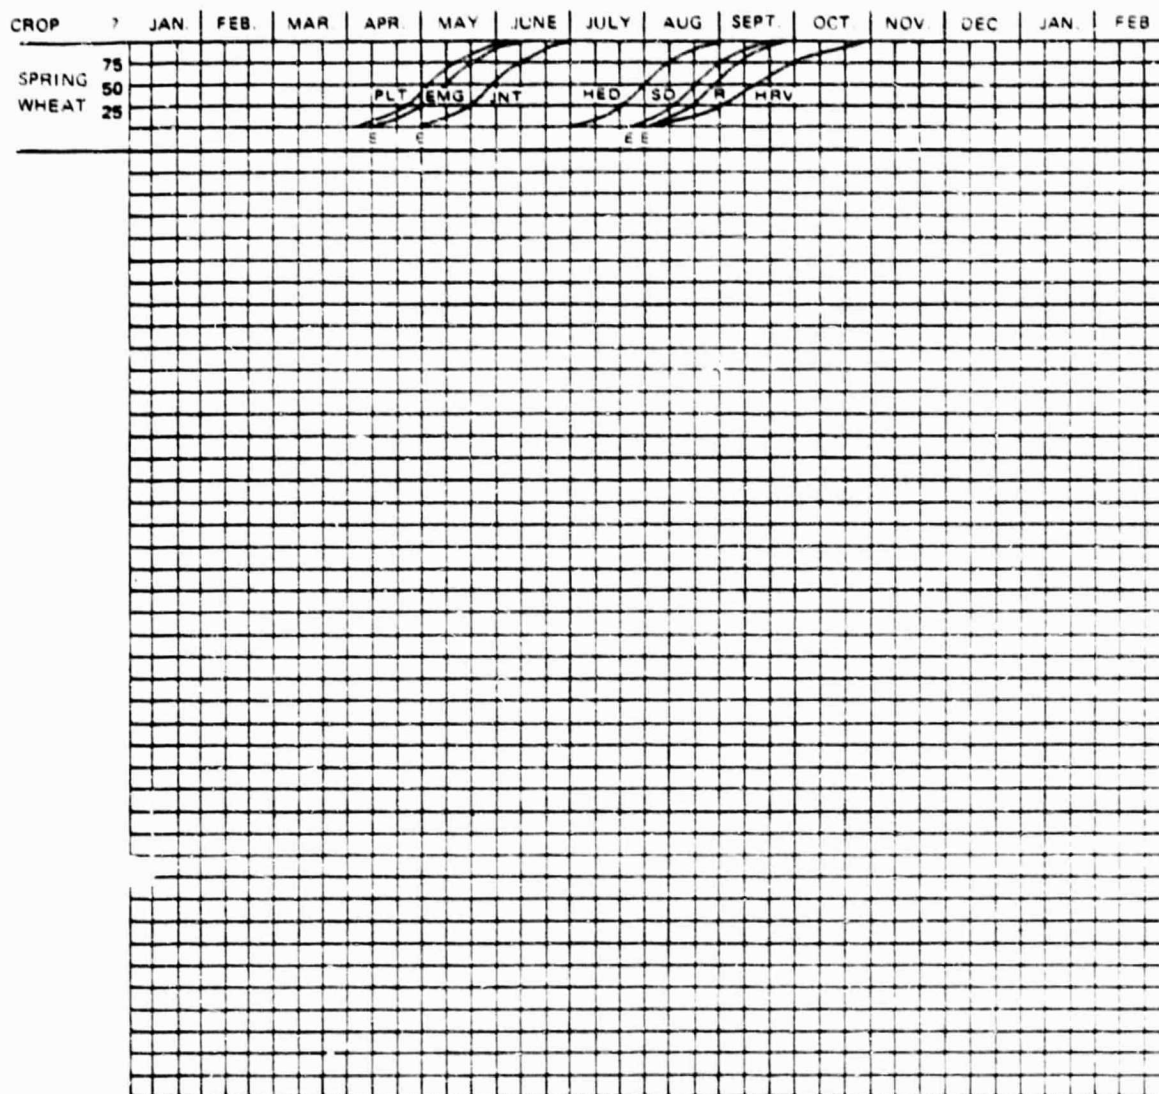 CROP ? JAN. FEB. MAR APR. MAY JUNE JULY AUG SEPT. OCT. NOV. DEC JAN. FEB
75
SPRING 50 PLT EMG JNT HED SD R HRV
WHEAT 25
E E E E